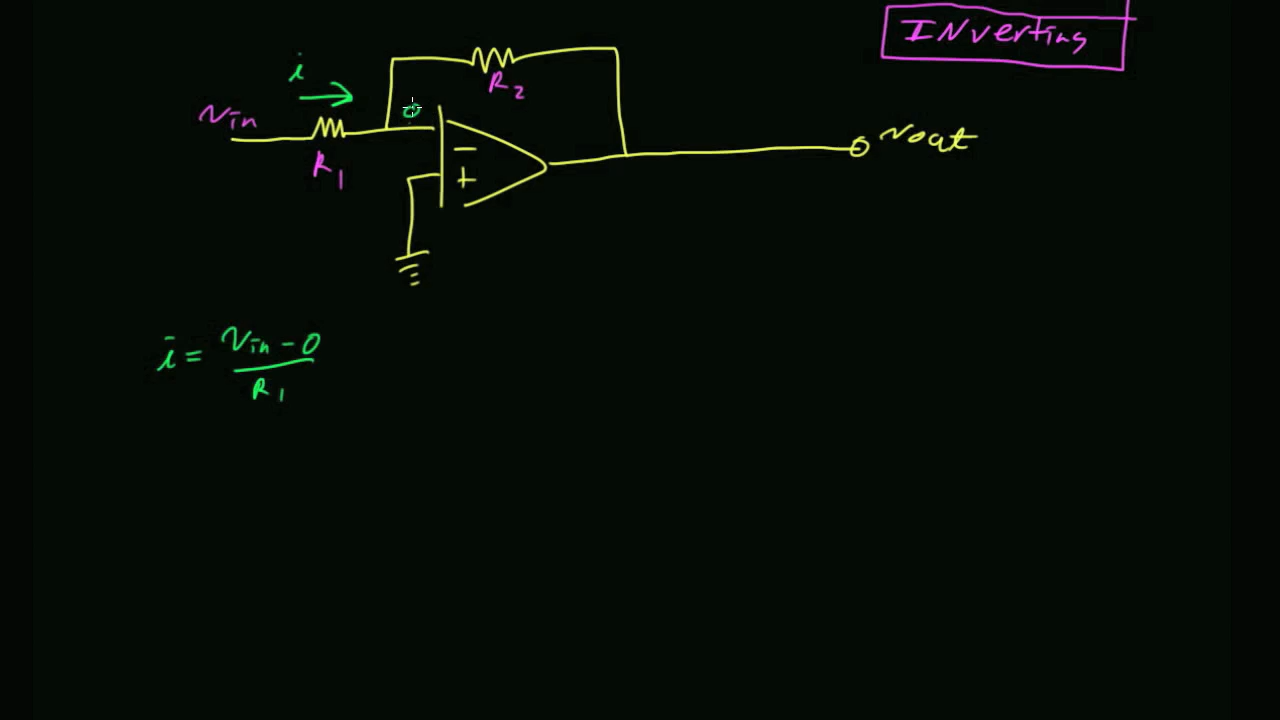 INverting
i
R2
Vin
0
Vout
R1
−
+
i = Vin - 0
R1